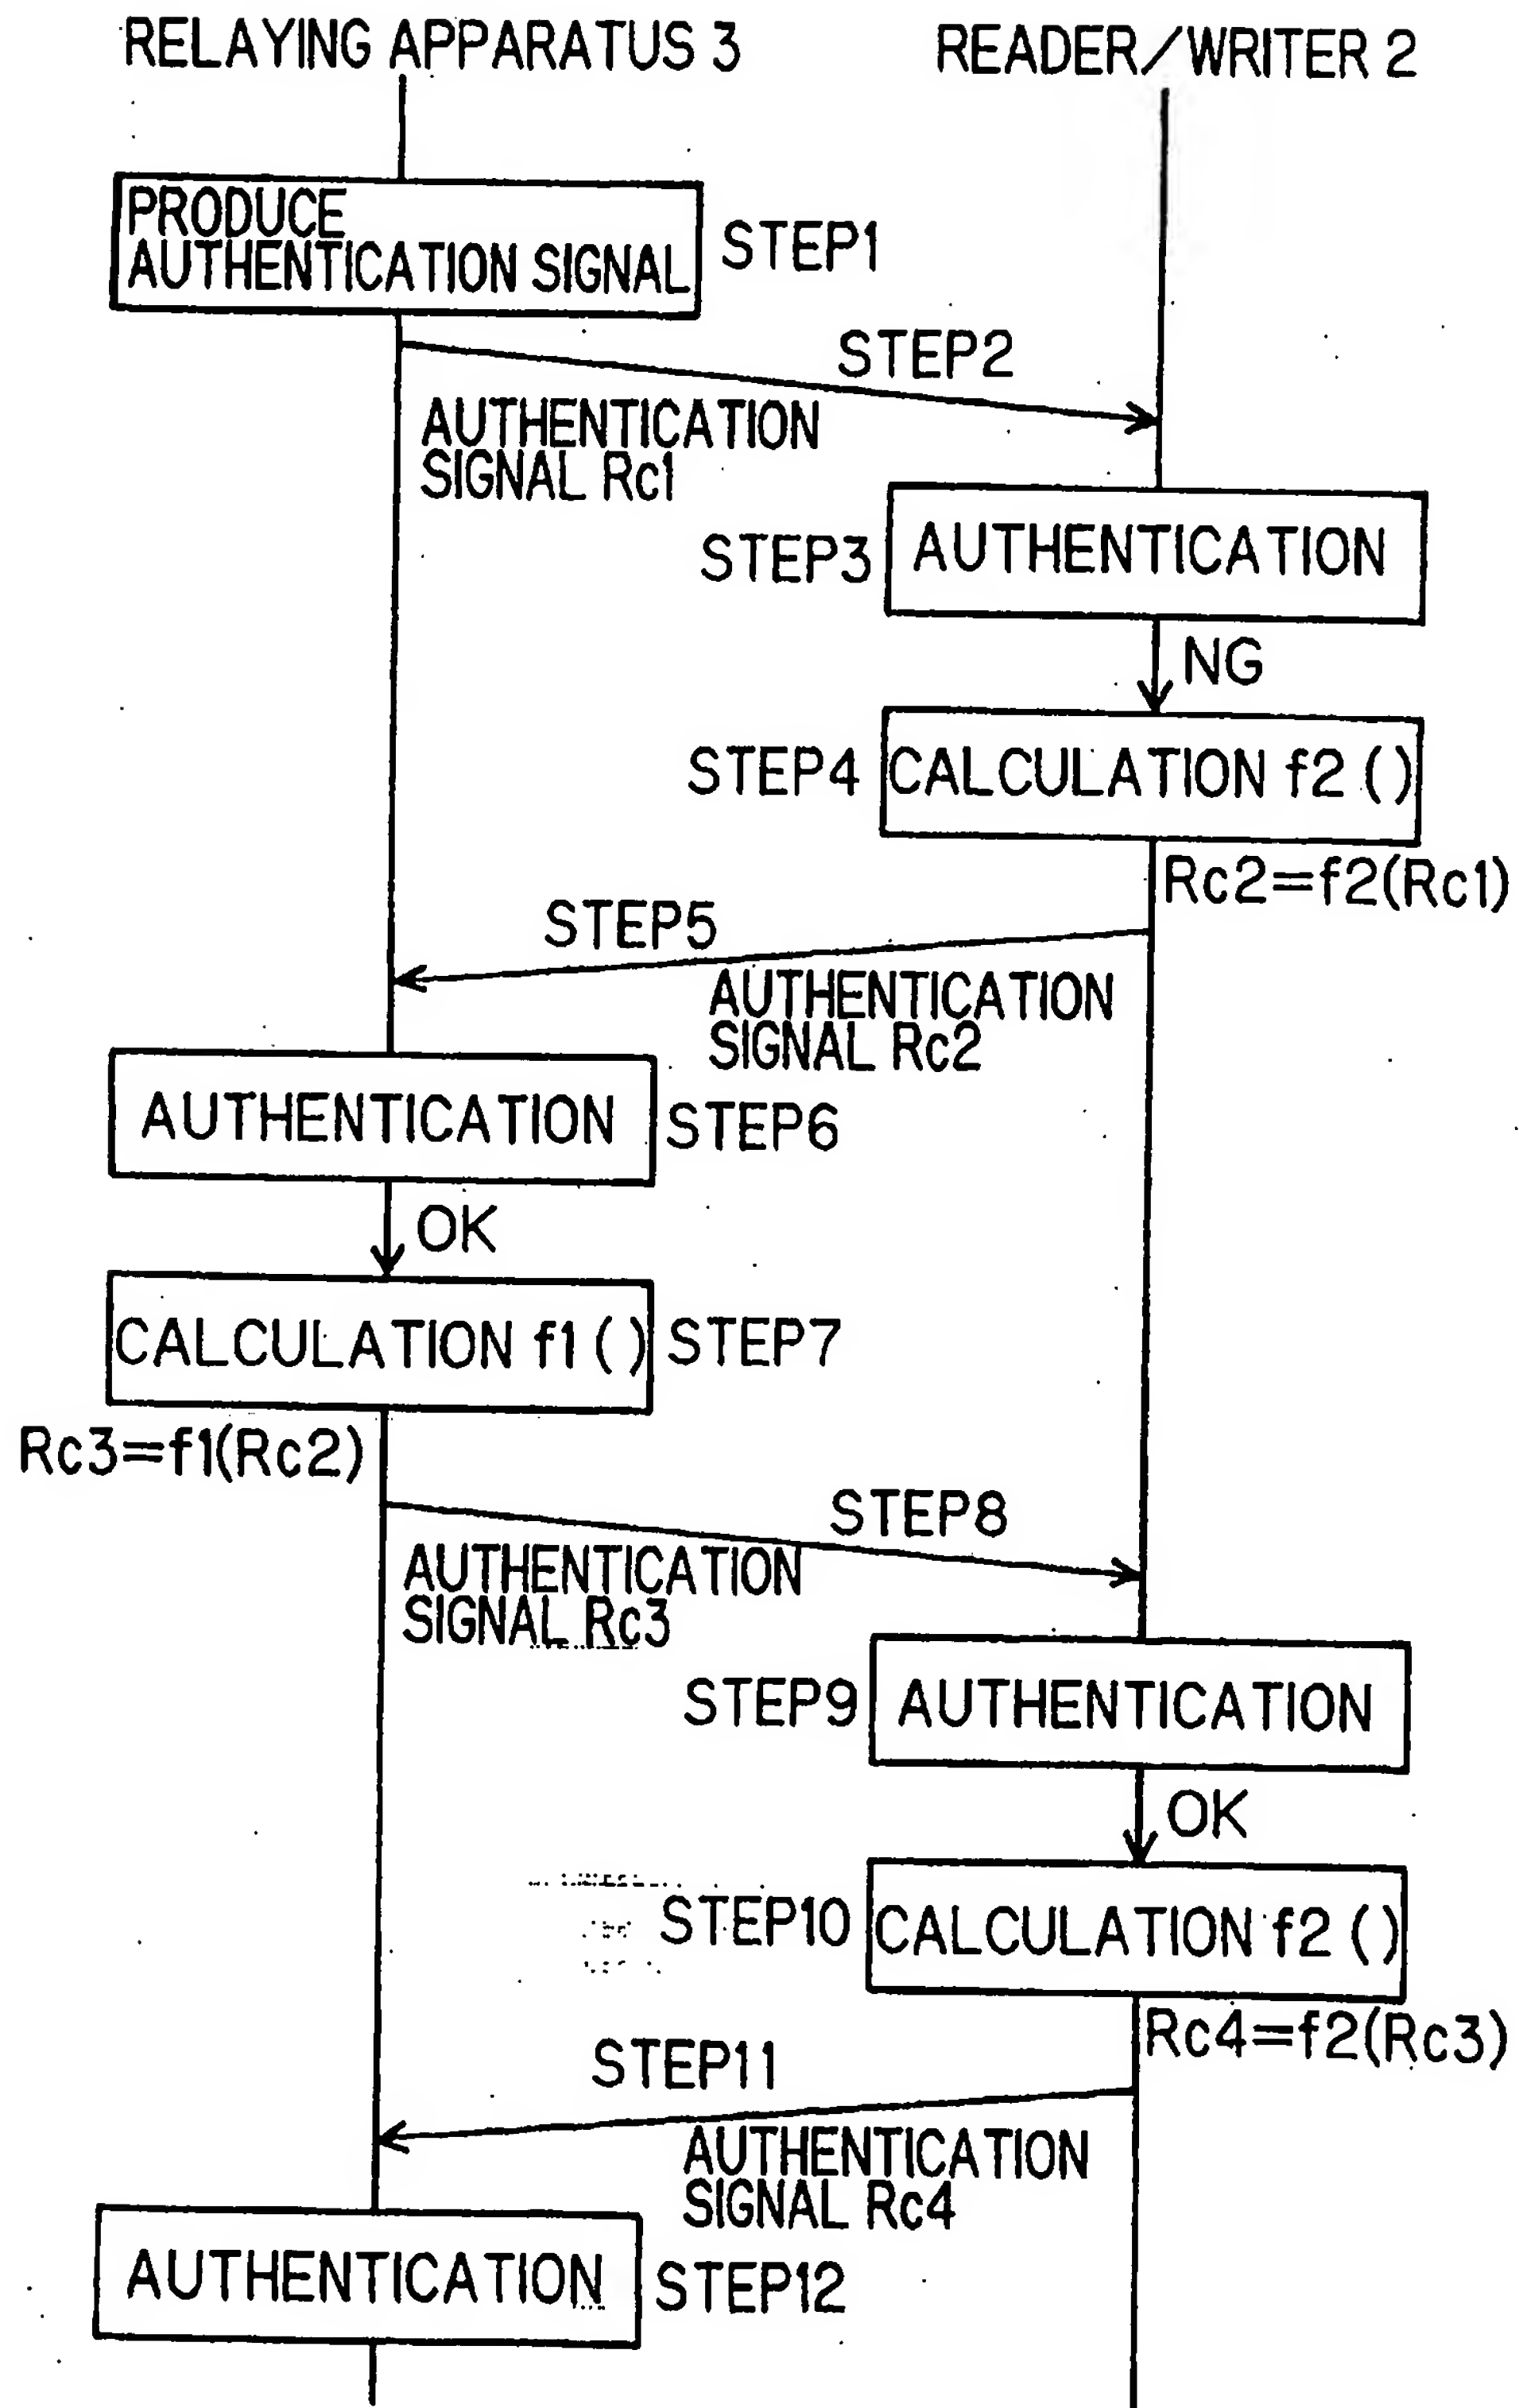 RELAYING APPARATUS 3
READER/WRITER 2
PRODUCE
AUTHENTICATION SIGNAL
STEP1
STEP2
AUTHENTICATION
SIGNAL Rc1
STEP3
AUTHENTICATION
NG
STEP4
CALCULATION f2 ()
Rc2=f2(Rc1)
STEP5
AUTHENTICATION
SIGNAL Rc2
AUTHENTICATION
STEP6
OK
CALCULATION f1 ()
STEP7
Rc3=f1(Rc2)
STEP8
AUTHENTICATION
SIGNAL Rc3
STEP9
AUTHENTICATION
OK
STEP10
CALCULATION f2 ()
Rc4=f2(Rc3)
STEP11
AUTHENTICATION
SIGNAL Rc4
AUTHENTICATION
STEP12